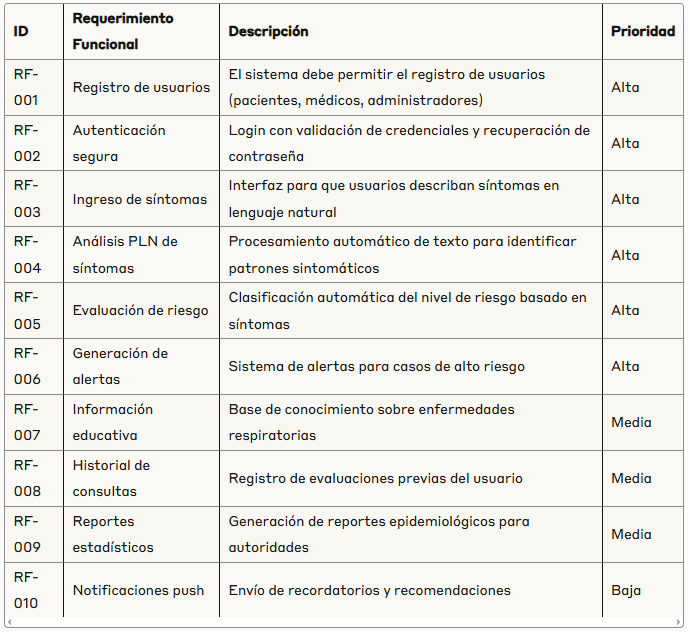 ID
Requerimiento
Funcional
Descripción
Prioridad
RF-
001
Registro de usuarios
El sistema debe permitir el registro de usuarios
(pacientes, médicos, administradores)
Alta
RF-
002
Autenticación
segura
Login con validación de credenciales y recuperación de
contraseña
Alta
RF-
003
Ingreso de síntomas
Interfaz para que usuarios describan síntomas en
lenguaje natural
Alta
RF-
004
Análisis PLN de
síntomas
Procesamiento automático de texto para identificar
patrones sintomáticos
Alta
RF-
005
Evaluación de riesgo
Clasificación automática del nivel de riesgo basado en
síntomas
Alta
RF-
006
Generación de
alertas
Sistema de alertas para casos de alto riesgo
Alta
RF-
007
Información
educativa
Base de conocimiento sobre enfermedades
respiratorias
Media
RF-
008
Historial de
consultas
Registro de evaluaciones previas del usuario
Media
RF-
009
Reportes
estadísticos
Generación de reportes epidemiológicos para
autoridades
Media
RF-
010
Notificaciones push
Envío de recordatorios y recomendaciones
Baja